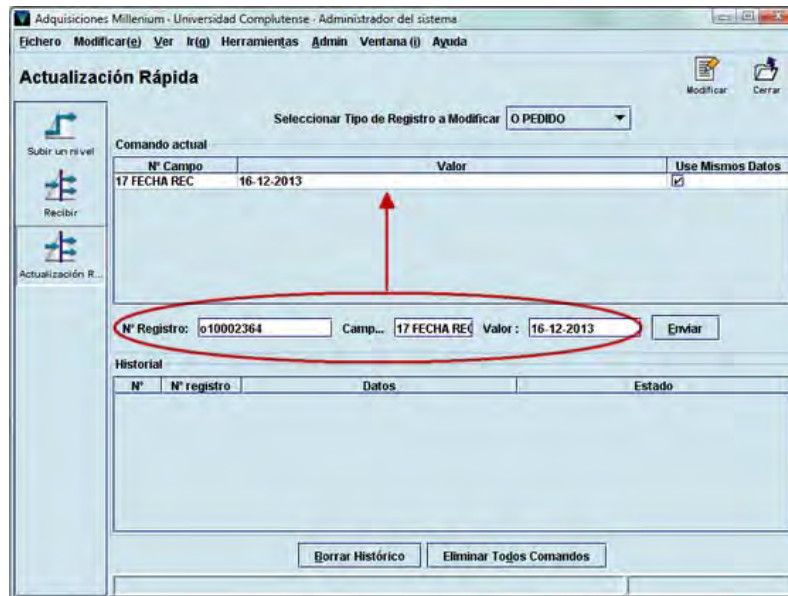 Adquisiciones Millenium - Universidad Complutense - Administrador del sistema
Fichero Modificar(e) Ver Ir(g) Herramientas Admin Ventana (i) Ayuda
Actualización Rápida
Modificar Cerrar
Seleccionar Tipo de Registro a Modificar O PEDIDO
Subir un nivel
Recibir
Actualización R...
Comando actual
Nº Campo Valor Use Mismos Datos
17 FECHA REC 16-12-2013
Nº Registro: o10002364 Camp... 17 FECHA REC Valor : 16-12-2013 Enviar
Historial
Nº Nº registro Datos Estado
Borrar Histórico Eliminar Todos Comandos